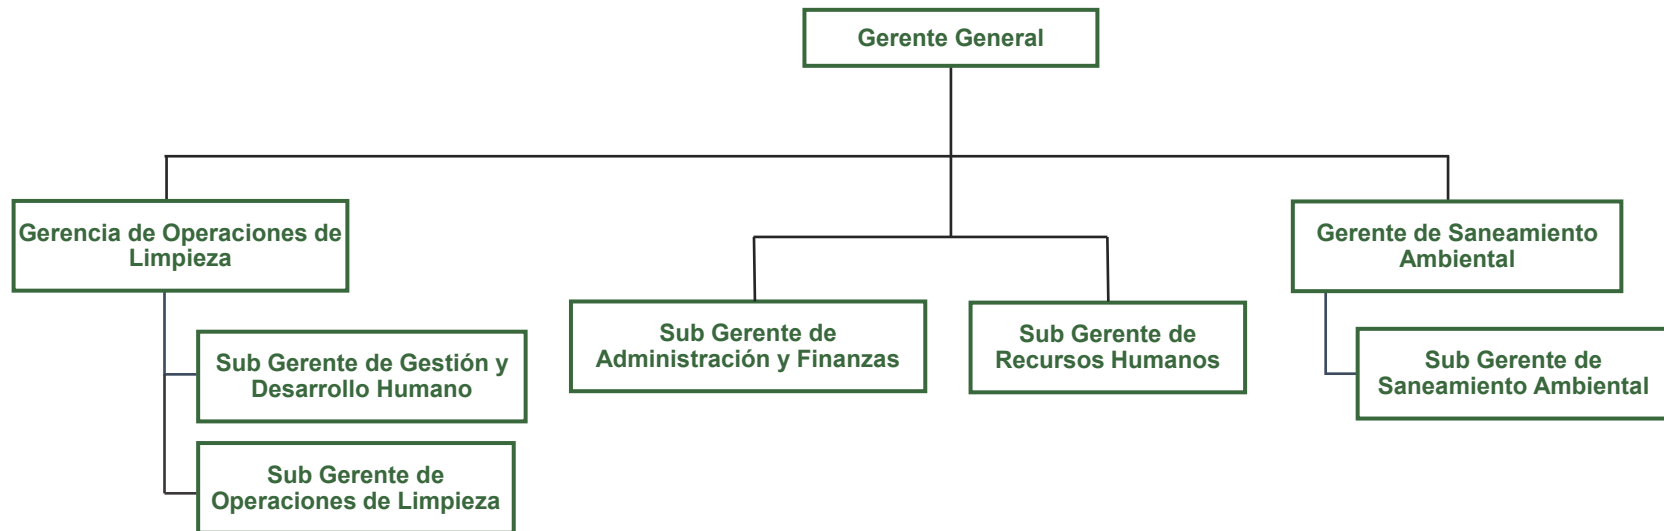 Gerente General
Gerencia de Operaciones de
Limpieza
Gerente de Saneamiento
Ambiental
Sub Gerente de
Administración y Finanzas
Sub Gerente de
Recursos Humanos
Sub Gerente de Gestión y
Desarrollo Humano
Sub Gerente de
Saneamiento Ambiental
Sub Gerente de
Operaciones de Limpieza